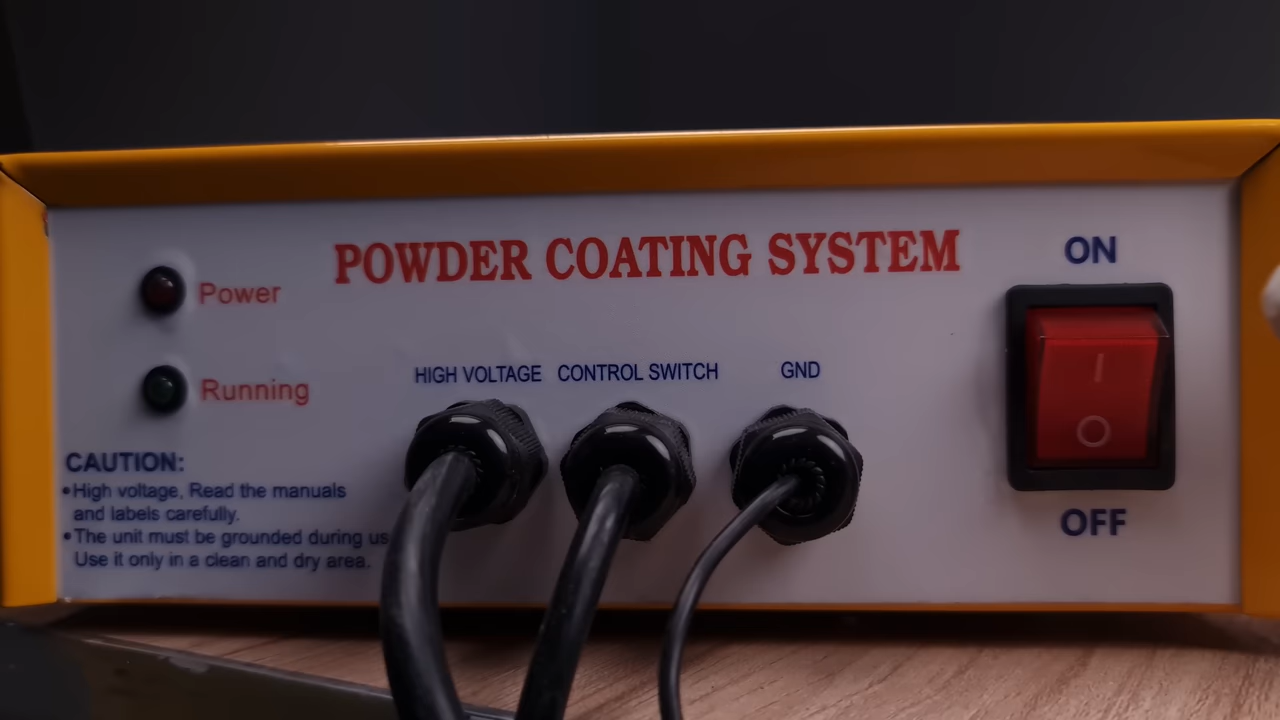 POWDER COATING SYSTEM
ON
Power
HIGH VOLTAGE CONTROL SWITCH GND
Running
CAUTION:
•High voltage, Read the manuals
and labels carefully.
•The unit must be grounded during us
Use it only in a clean and dry area.
I
O
OFF